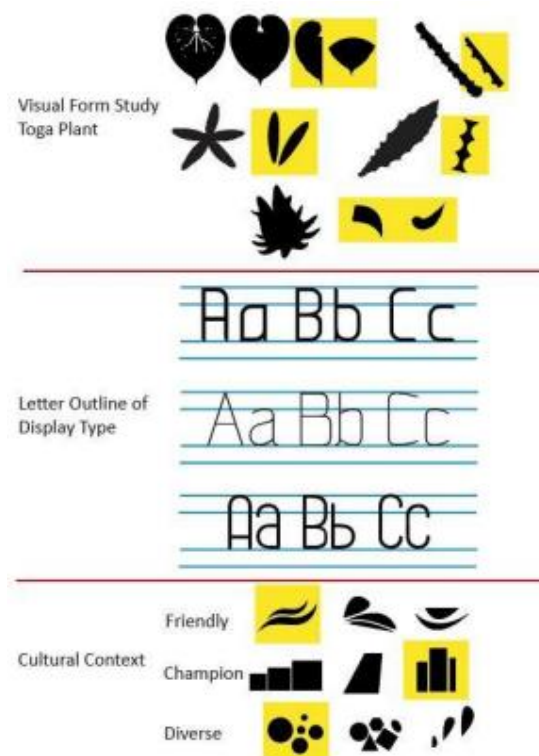 Visual Form Study
Toga Plant
Aa Bb Cc
Letter Outline of
Display Type
Aa Bb Cc
Aa Bb Cc
Friendly
Cultural Context
Champion
Diverse